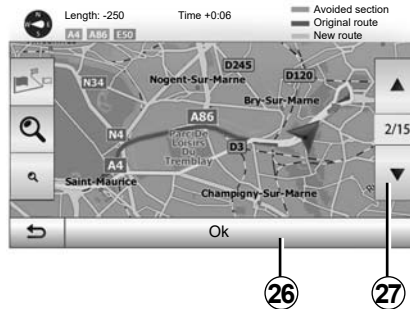 Length: -250 Time +0:06
Avoided section
Original route
New route
A4 A86 E50
D245
N34
Nogent-Sur-Marne
D120
Bry-Sur-Marne
A86
2/15
N4
Parc De
Loisirs
Du
Tremblay
D3
A4
Saint-Maurice
Champigny-Sur-Marne
Ok
26
27